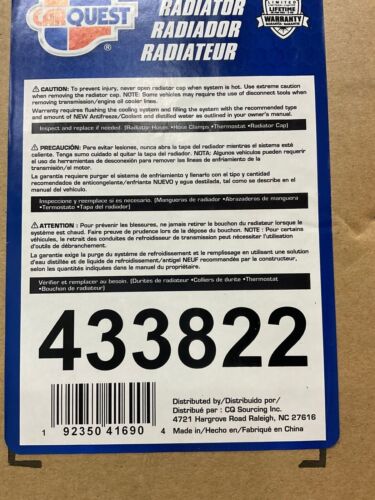 CARQUEST
®
RADIATOR
RADIADOR
RADIATEUR
LIMITED
LIFETIME
WARRANTY
CAUTION: To prevent injury, never open radiator cap when system is hot. Use extreme caution
when removing the radiator cap. NOTE: Some vehicles may require the use of disconnect tools when
removing transmission/engine oil cooler lines.
Warranty requires flushing the cooling system and filling the system with the recommended type
and amount of NEW Antifreeze/Coolant and distilled water as outlined in your owner's manual.
Inspect and replace if needed. (Radiator Hoses •Hose Clamps •Thermostat •Radiator Cap)
PRECAUCIÓN: Para evitar lesiones, nunca abra la tapa del radiador mientras el sistema esté
caliente. Tenga sumo cuidado al quitar la tapa del radiador. NOTA: Algunos vehículos pueden requerir
el uso de herramientas de desconexión para remover las líneas de enfriamiento de la
transmisión/el motor.
La garantía requiere purgar el sistema de enfriamiento y llenarlo con el tipo y cantidad
recomendados de anticongelante/enfriante NUEVO y agua destilada, tal como es descrito en el
manual del vehículo.
Inspeccione y reemplace si es necesario. (Mangueras de radiador •Abrazaderas de manguera
•Termostato •Tapa del radiador)
ATTENTION : Pour prévenir les blessures, ne jamais retirer le bouchon du radiateur lorsque le
système est chaud. Faire preuve de prudence lors de la dépose du bouchon. NOTE : Pour certains
véhicules, le retrait des conduites de refroidisseur de transmission peut nécessiter l'utilisation
d'outils de débranchement.
La garantie exige la purge du système de refroidissement et le remplissage en utilisant une solution
d'eau distillée et de liquide de refroidissement/antigel NEUF recommandées par le constructeur,
selon les indications dans le manuel du propriétaire.
Vérifier et remplacer au besoin. (Durites de radiateur •Colliers de durite •Thermostat
•Bouchon de radiateur)
433822
1 92350 41690 4
Distributed by/Distribuido por/
Distribué par : CQ Sourcing Inc.
4721 Hargrove Road Raleigh, NC 27616
Made in/Hecho en/Fabriqué en China